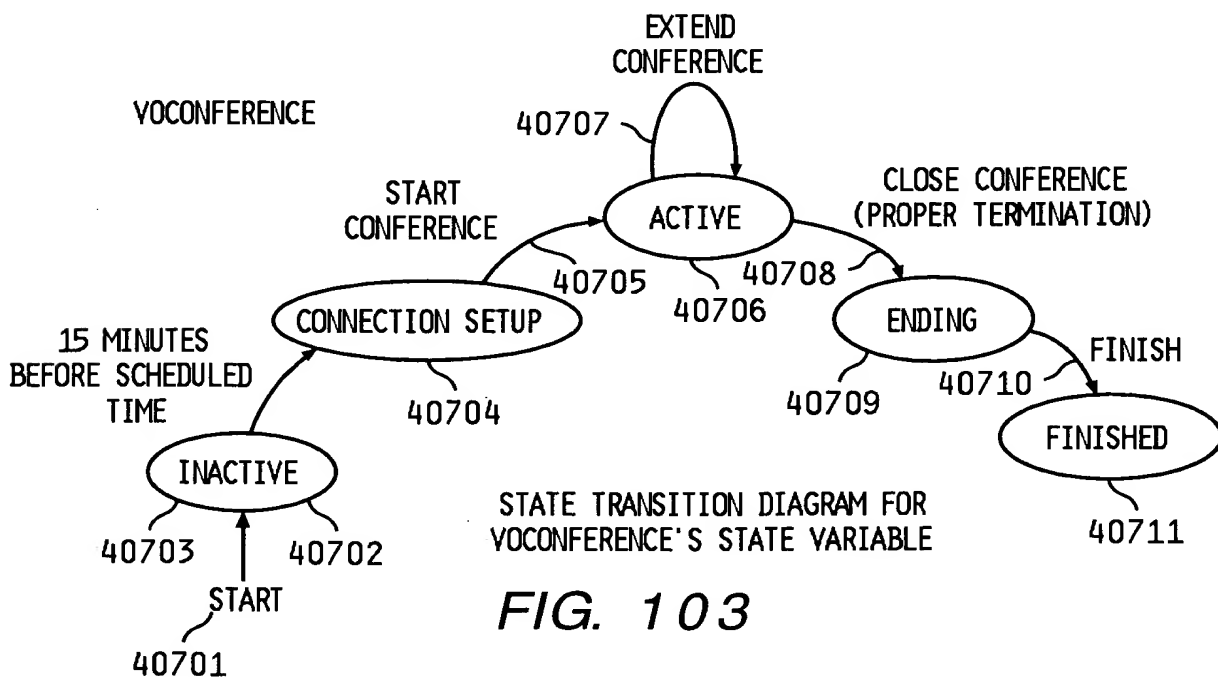 EXTEND
CONFERENCE
VOCONFERENCE
40707
START
CONFERENCE
ACTIVE
CLOSE CONFERENCE
(PROPER TERMINATION)
40705
40706
40708
CONNECTION SETUP
ENDING
15 MINUTES
BEFORE SCHEDULED
TIME
40704
40709
40710
FINISH
INACTIVE
FINISHED
40703
40702
STATE TRANSITION DIAGRAM FOR
VOCONFERENCE'S STATE VARIABLE
40711
START
40701
FIG. 103